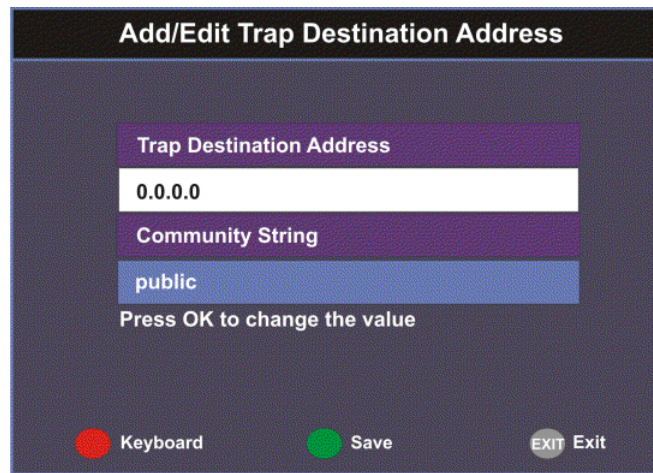 Add/Edit Trap Destination Address
Trap Destination Address
0.0.0.0
Community String
public
Press OK to change the value
Keyboard Save EXIT Exit